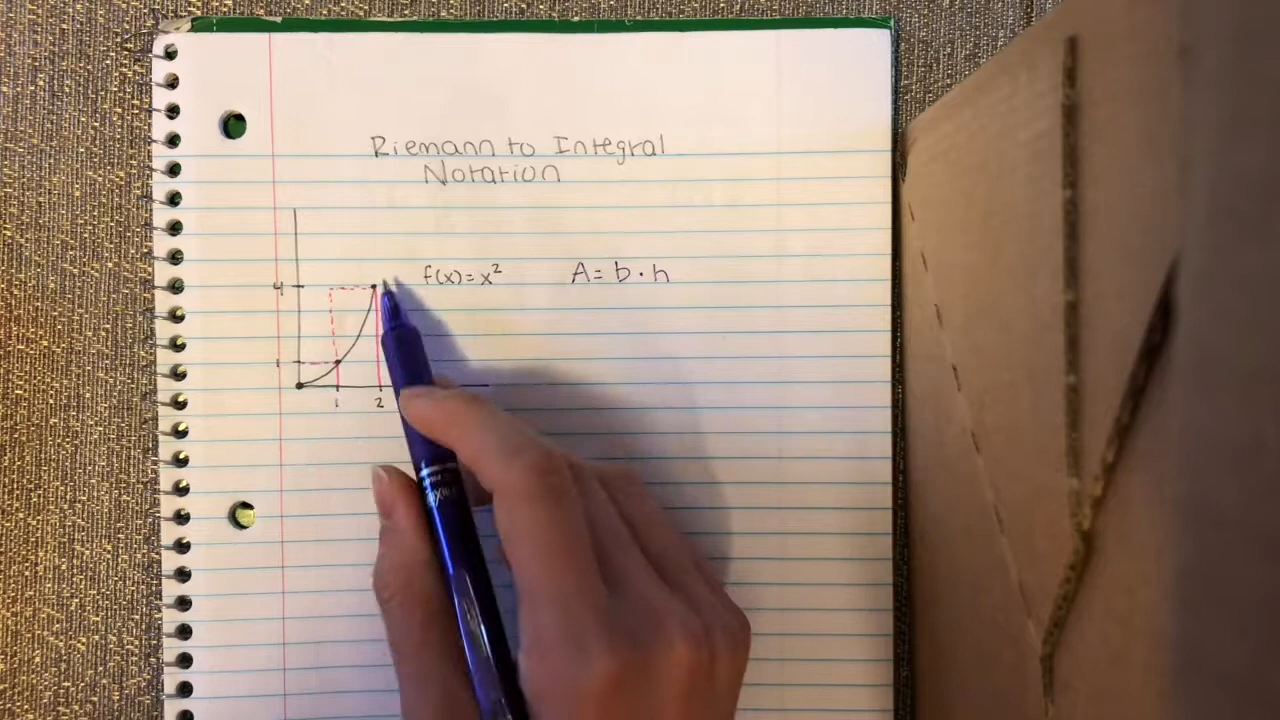 Riemann to Integral
Notation
f(x)=x² A=b·h
4
1
1 2